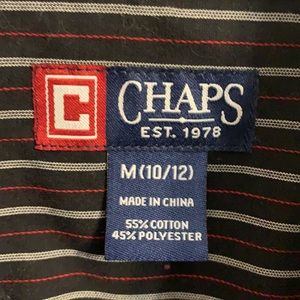 C
CHAPS
EST. 1978
M (10/12)
MADE IN CHINA
55% COTTON
45% POLYESTER